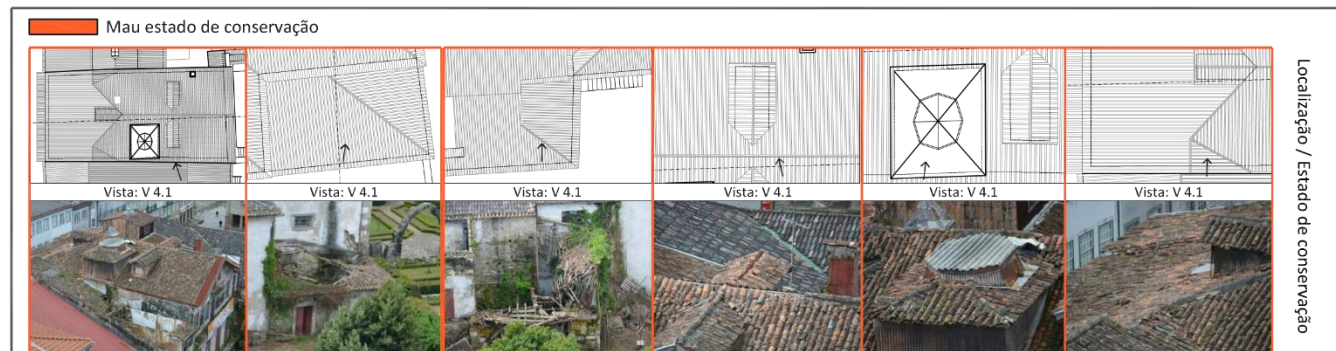 Mau estado de conservação
Vista: V 4.1
Vista: V 4.1
Vista: V 4.1
Vista: V 4.1
Vista: V 4.1
Vista: V 4.1
Localização / Estado de conservação